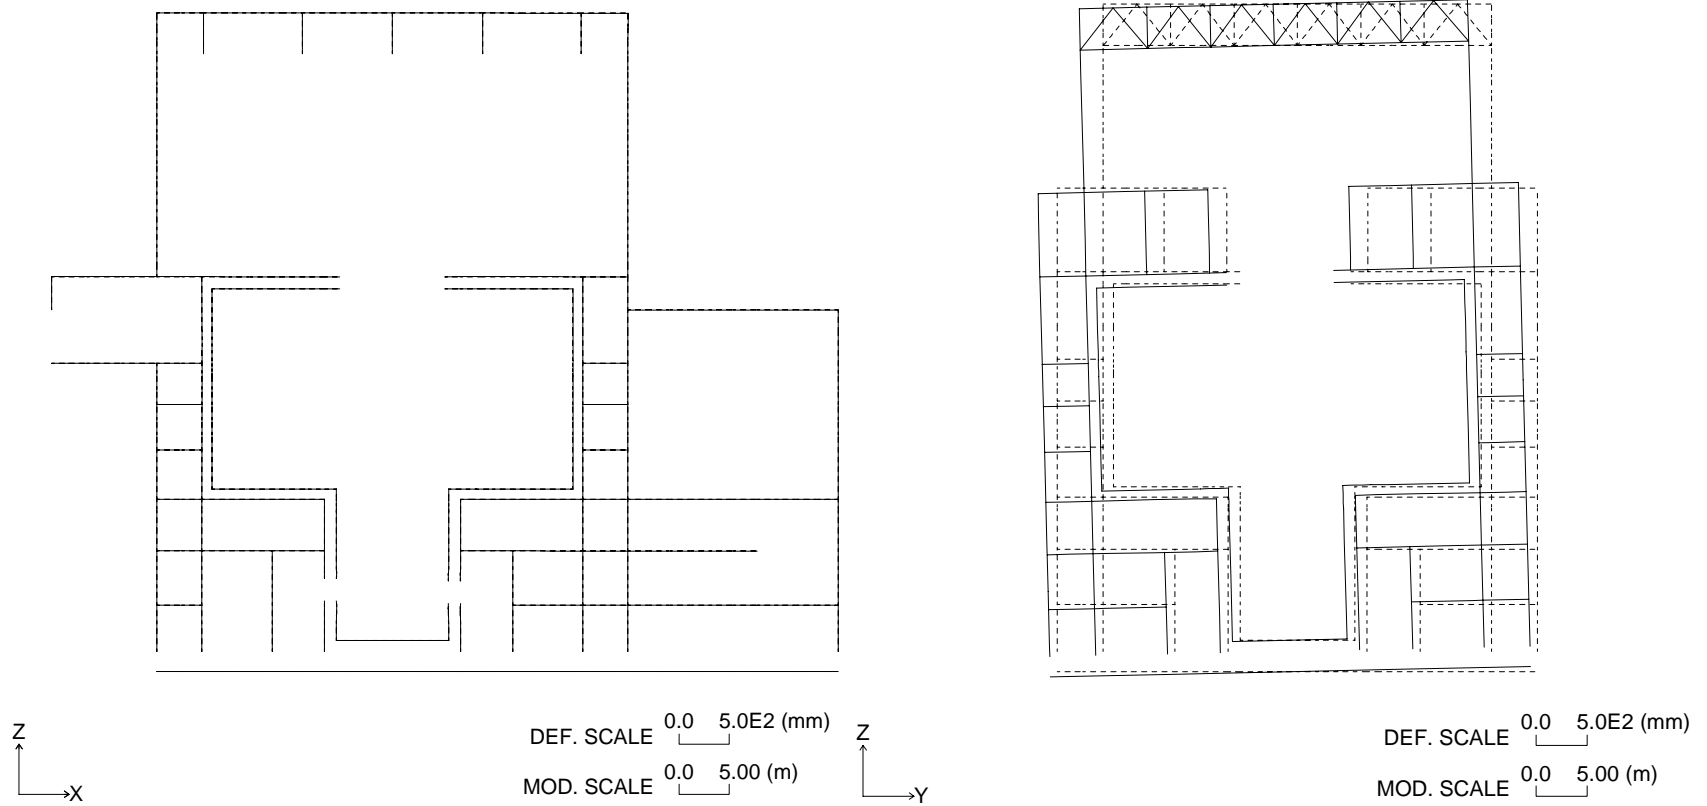 Z
X
DEF. SCALE 0.0 5.0E2 (mm)
MOD. SCALE 0.0 5.00 (m)
Z
Y
DEF. SCALE 0.0 5.0E2 (mm)
MOD. SCALE 0.0 5.00 (m)